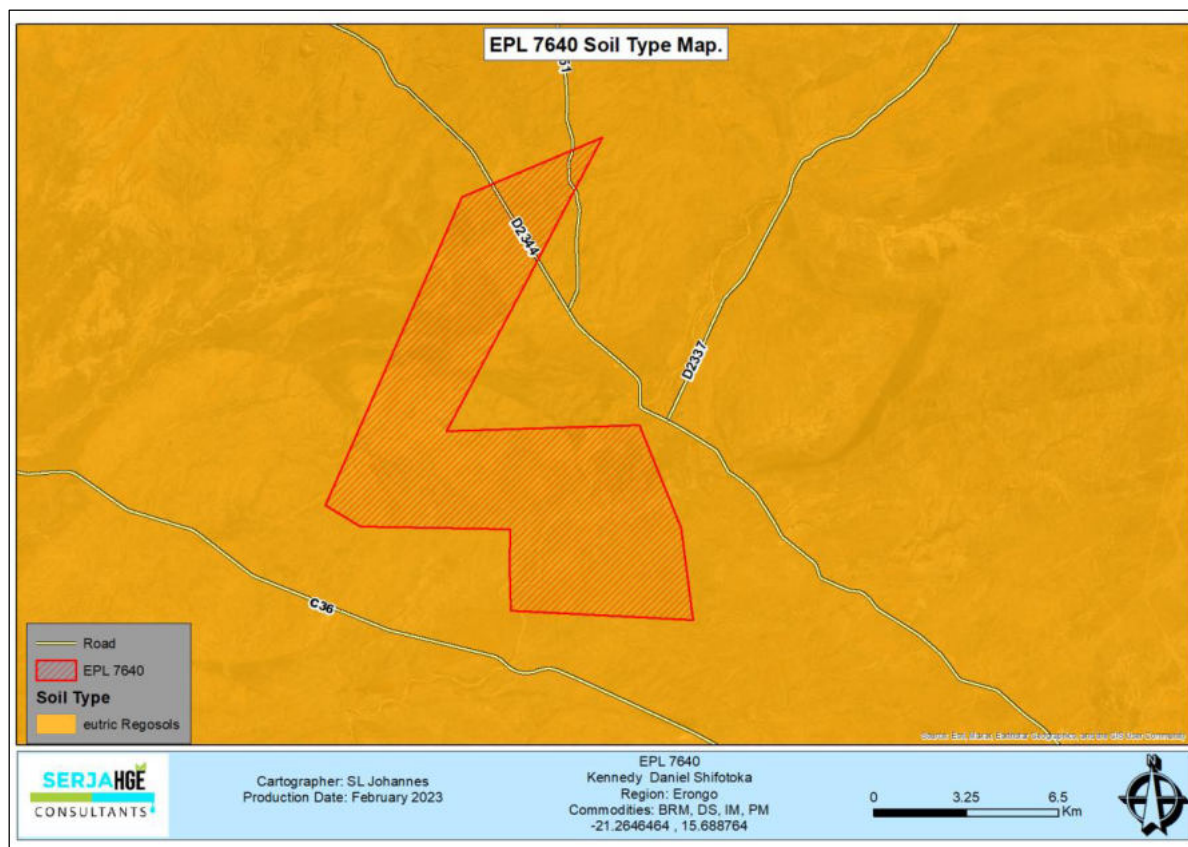 EPL 7640 Soil Type Map.
D2344
D2337
C36
Road
EPL 7640
Soil Type
eutric Regosols
SERJAHGE
CONSULTANTS
Cartographer: SL Johannes
Production Date: February 2023
EPL 7640
Kennedy Daniel Shifotoka
Region: Erongo
Commodities: BRM, DS, IM, PM
-21.2646464 , 15.688764
N
0 3.25 6.5
Km